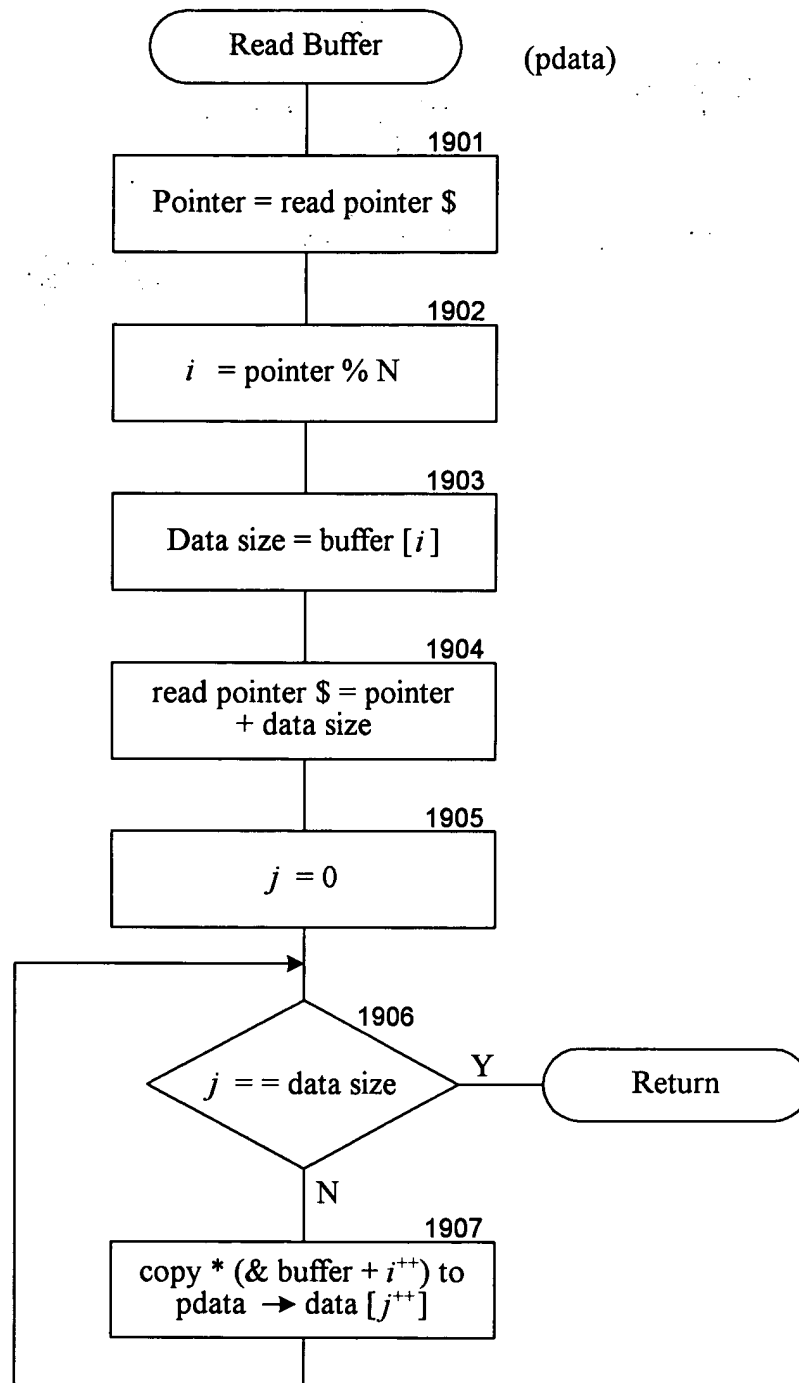 Read Buffer
(pdata)
1901
Pointer = read pointer $
1902
i = pointer % N
1903
Data size = buffer [i]
1904
read pointer $ = pointer
+ data size
1905
j = 0
1906
j = = data size
Y
Return
N
1907
copy * (& buffer + i++) to
pdata → data [j++]